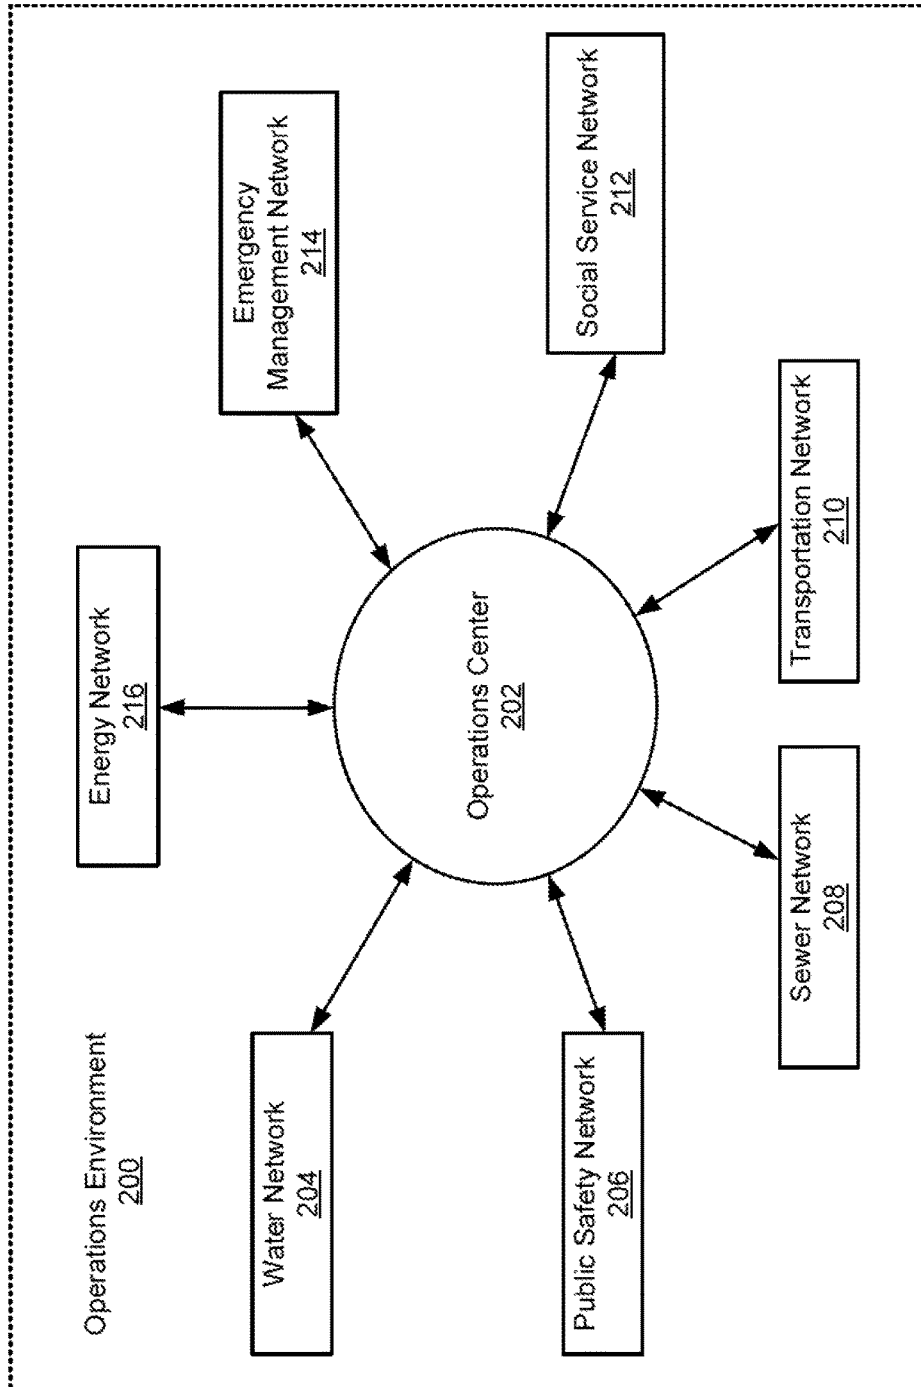 Operations Environment
200
Energy Network
216
Water Network
204
Emergency
Management Network
214
Operations Center
202
Public Safety Network
206
Social Service Network
212
Sewer Network
208
Transportation Network
210